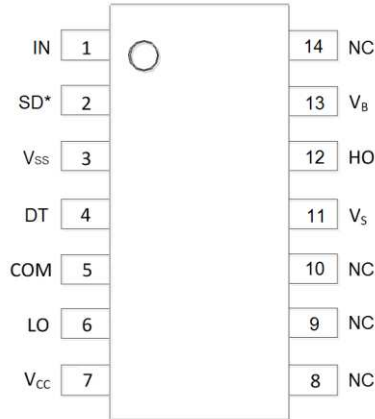 IN 1 14 NC
SD* 2 13 VB
VSS 3 12 HO
DT 4 11 VS
COM 5 10 NC
LO 6 9 NC
VCC 7 8 NC